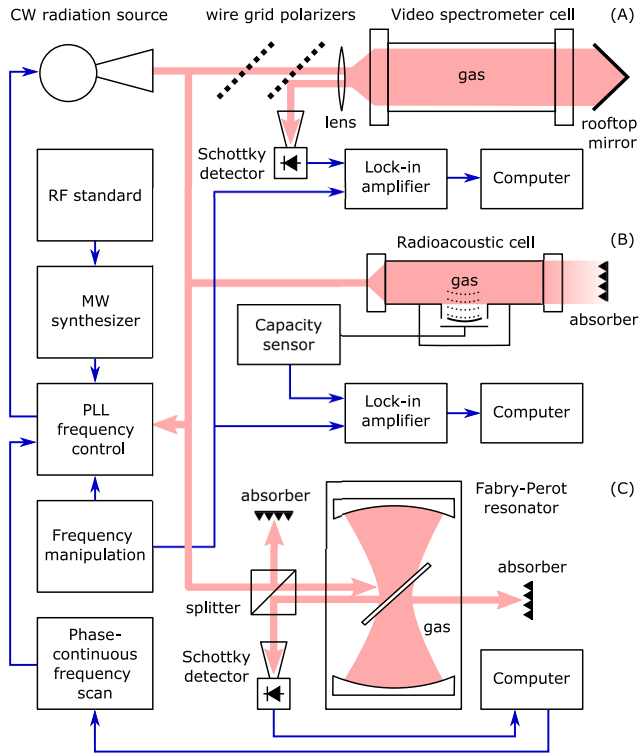 CW radiation source
wire grid polarizers
Video spectrometer cell
(A)
gas
lens
rooftop
mirror
Schottky
detector
Lock-in
amplifier
Computer
RF standard
Radioacoustic cell
(B)
gas
absorber
MW
synthesizer
Capacity
sensor
PLL
frequency
control
Lock-in
amplifier
Computer
Fabry-Perot
resonator
(C)
absorber
Frequency
manipulation
absorber
splitter
gas
Phase-
continuous
frequency
scan
Schottky
detector
Computer